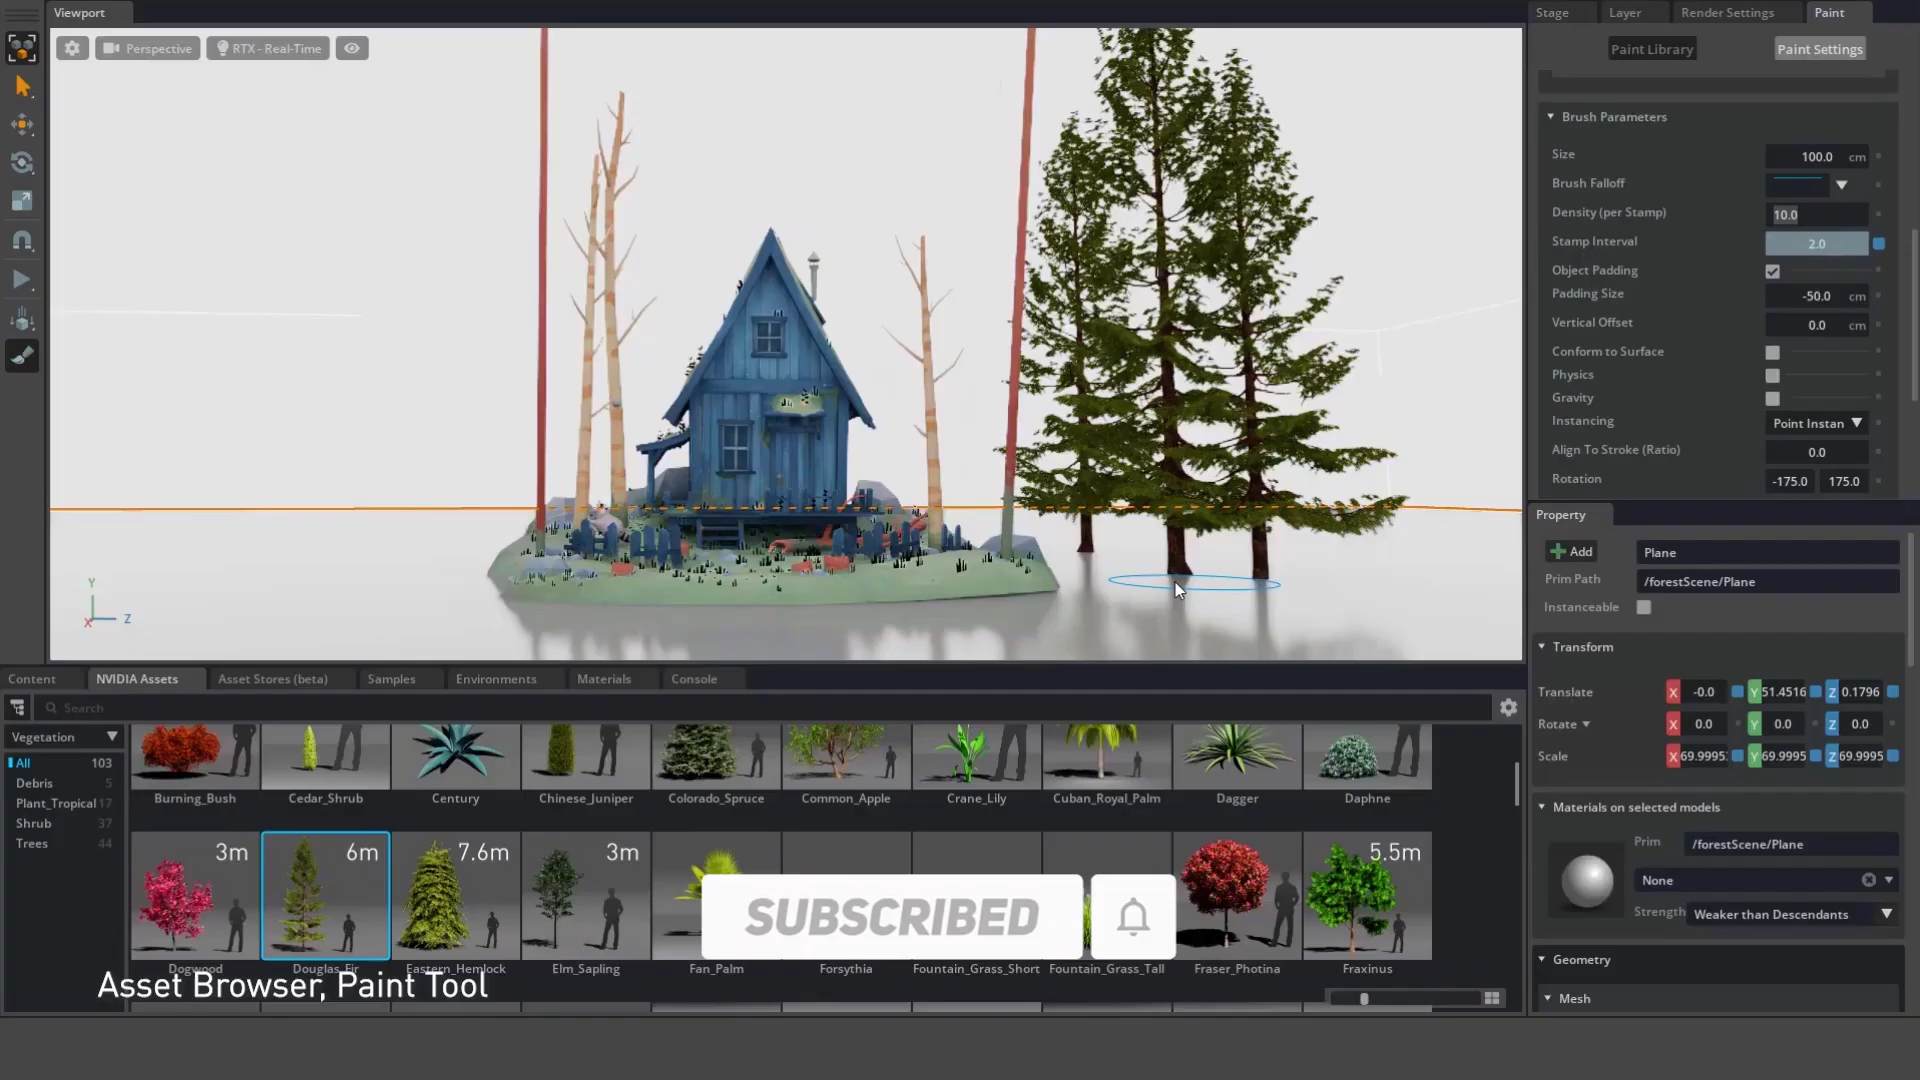 Viewport
Stage
Layer
Render Settings
Paint
Perspective
RTX - Real-Time
Paint Library
Paint Settings
Brush Parameters
Size
100.0 cm
Brush Falloff
Density (per Stamp)
10.0
Stamp Interval
2.0
Object Padding
Padding Size
-50.0 cm
Vertical Offset
0.0 cm
Conform to Surface
Physics
Gravity
Instancing
Point Instan
Align To Stroke (Ratio)
0.0
Rotation
-175.0 175.0
Y
X
Z
Property
Add
Plane
Prim Path
/forestScene/Plane
Instanceable
Transform
Translate
X -0.0 Y 51.4516 Z 0.1796
Rotate
X 0.0 Y 0.0 Z 0.0
Scale
X 69.9995 Y 69.9995 Z 69.9995
Materials on selected models
Prim
/forestScene/Plane
None
Strength
Weaker than Descendants
Geometry
Mesh
Content
NVIDIA Assets
Asset Stores (beta)
Samples
Environments
Materials
Console
Search
Vegetation
All 103
Debris 5
Plant_Tropical 17
Shrub 37
Trees 44
Burning_Bush
Cedar_Shrub
Century
Chinese_Juniper
Colorado_Spruce
Common_Apple
Crane_Lily
Cuban_Royal_Palm
Dagger
Daphne
3m
6m
7.6m
3m
5.5m
SUBSCRIBED
Dogwood
Douglas_Fir
Eastern_Hemlock
Elm_Sapling
Fan_Palm
Forsythia
Fountain_Grass_Short
Fountain_Grass_Tall
Fraser_Photina
Fraxinus
Asset Browser, Paint Tool